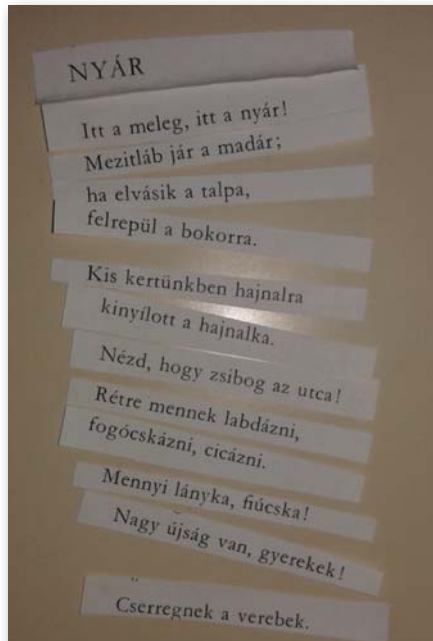 NYÁR
Itt a meleg, itt a nyár!
Mezitláb jár a madár;
ha elvásik a talpa,
felrepül a bokorra.
Kis kertünkben hajnalra
kinyílott a hajnalka.
Nézd, hogy zsibog az utca!
Rétre mennek labdázni,
fogócskázni, cicázni.
Mennyi lányka, fiúcska!
Nagy újság van, gyerekek!
Cserregnek a verebek.